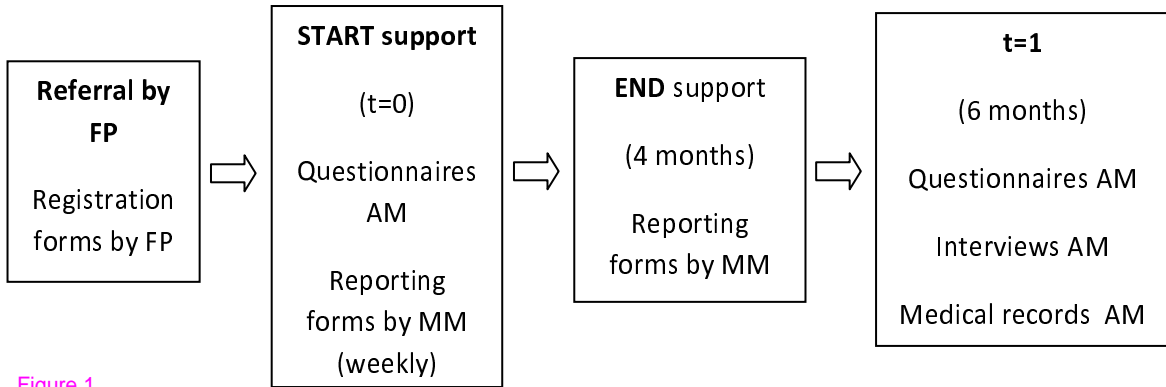 Referral by
FP
Registration
forms by FP
START support
(t=0)
Questionnaires
AM
Reporting
forms by MM
(weekly)
END support
(4 months)
Reporting
forms by MM
t=1
(6 months)
Questionnaires AM
Interviews AM
Medical records AM
Figure 1